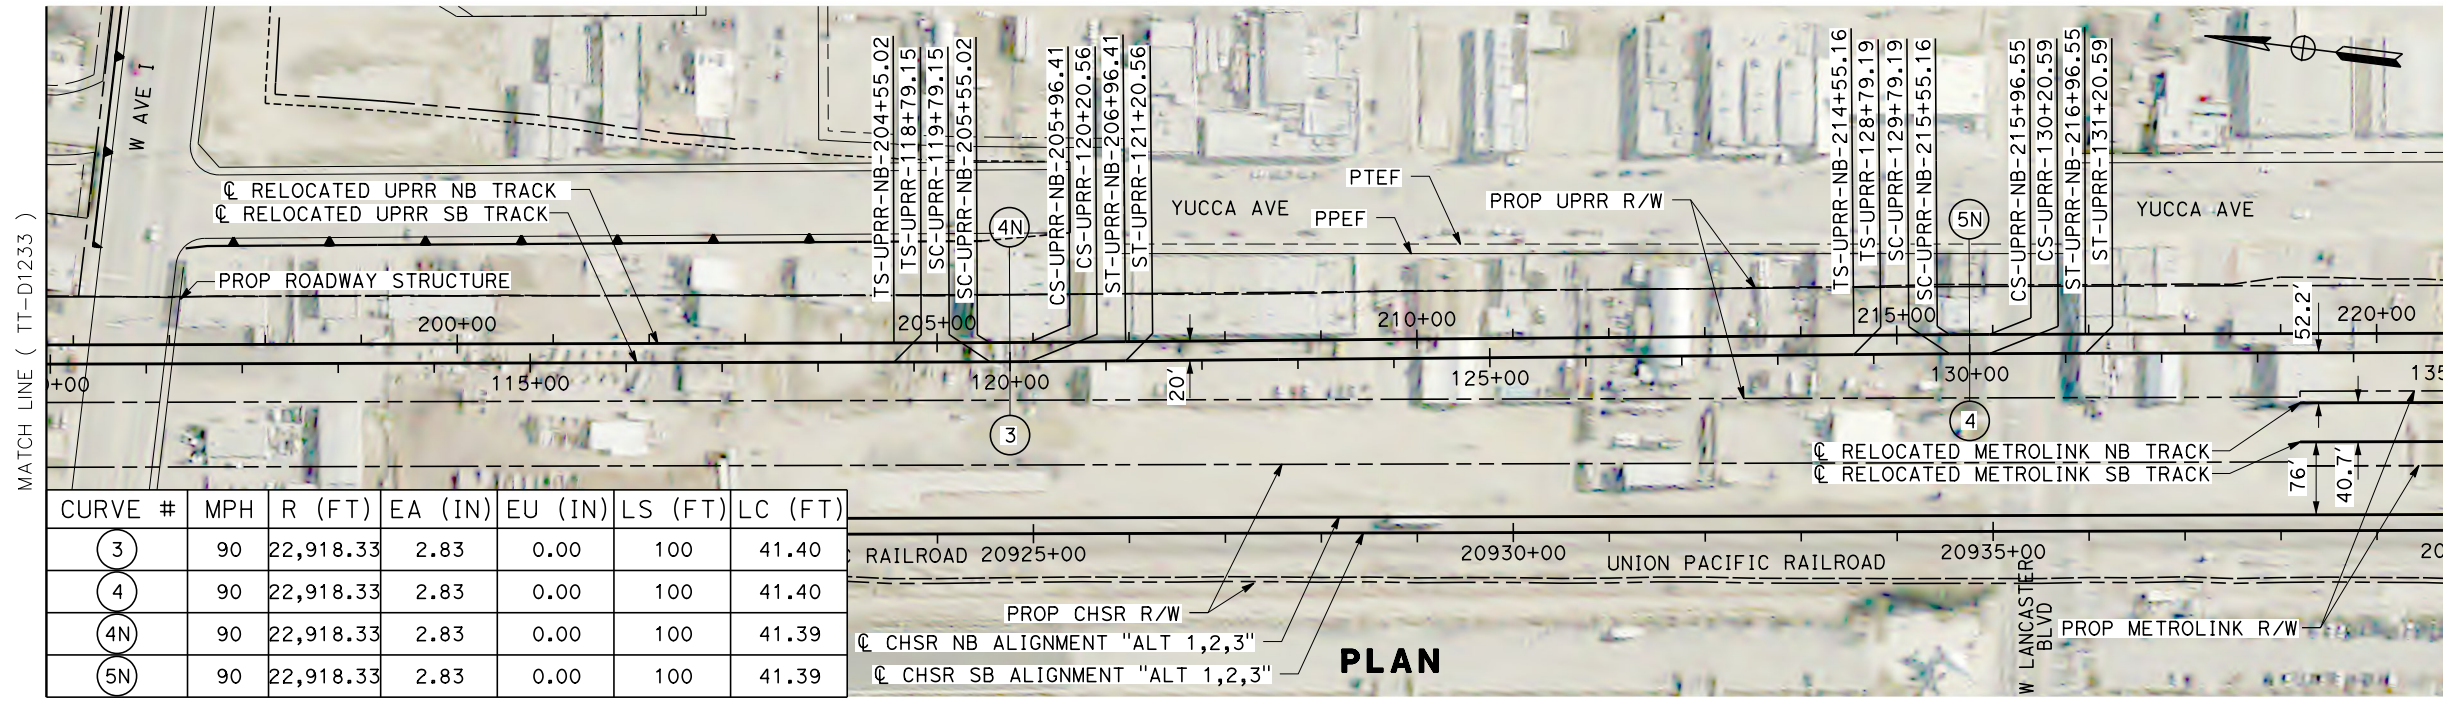 MATCH LINE ( TT-D1233 )
W AVE I
TS-UPRR-NB-204+55.02
TS-UPRR-118+79.15
SC-UPRR-119+79.15
SC-UPRR-NB-205+55.02
CS-UPRR-NB-205+96.41
CS-UPRR-120+20.56
ST-UPRR-NB-206+96.41
ST-UPRR-121+20.56
TS-UPRR-NB-214+55.16
TS-UPRR-128+79.19
SC-UPRR-129+79.19
SC-UPRR-NB-215+55.16
CS-UPRR-NB-215+96.55
CS-UPRR-130+20.59
ST-UPRR-NB-216+96.55
ST-UPRR-131+20.59
℄ RELOCATED UPRR NB TRACK
℄ RELOCATED UPRR SB TRACK
4N
YUCCA AVE
PTEF
PPEF
PROP UPRR R/W
5N
YUCCA AVE
PROP ROADWAY STRUCTURE
200+00
205+00
210+00
215+00
220+00
52.2'
+00
115+00
120+00
20'
125+00
130+00
135
3
4
℄ RELOCATED METROLINK NB TRACK
℄ RELOCATED METROLINK SB TRACK
76'
40.7'
CURVE # MPH R (FT) EA (IN) EU (IN) LS (FT) LC (FT)
3 90 22,918.33 2.83 0.00 100 41.40
4 90 22,918.33 2.83 0.00 100 41.40
4N 90 22,918.33 2.83 0.00 100 41.39
5N 90 22,918.33 2.83 0.00 100 41.39
C RAILROAD 20925+00
20930+00
UNION PACIFIC RAILROAD
20935+00
20
PROP CHSR R/W
℄ CHSR NB ALIGNMENT "ALT 1,2,3"
℄ CHSR SB ALIGNMENT "ALT 1,2,3"
PLAN
W LANCASTER
BLVD
PROP METROLINK R/W